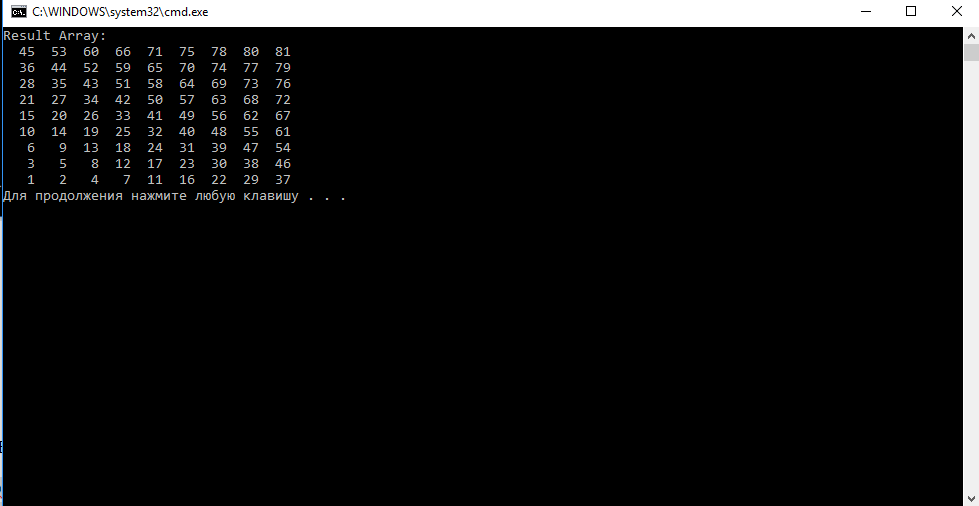 C:\WINDOWS\system32\cmd.exe
Result Array:
45 53 60 66 71 75 78 80 81
36 44 52 59 65 70 74 77 79
28 35 43 51 58 64 69 73 76
21 27 34 42 50 57 63 68 72
15 20 26 33 41 49 56 62 67
10 14 19 25 32 40 48 55 61
6 9 13 18 24 31 39 47 54
3 5 8 12 17 23 30 38 46
1 2 4 7 11 16 22 29 37
Для продолжения нажмите любую клавишу . . .